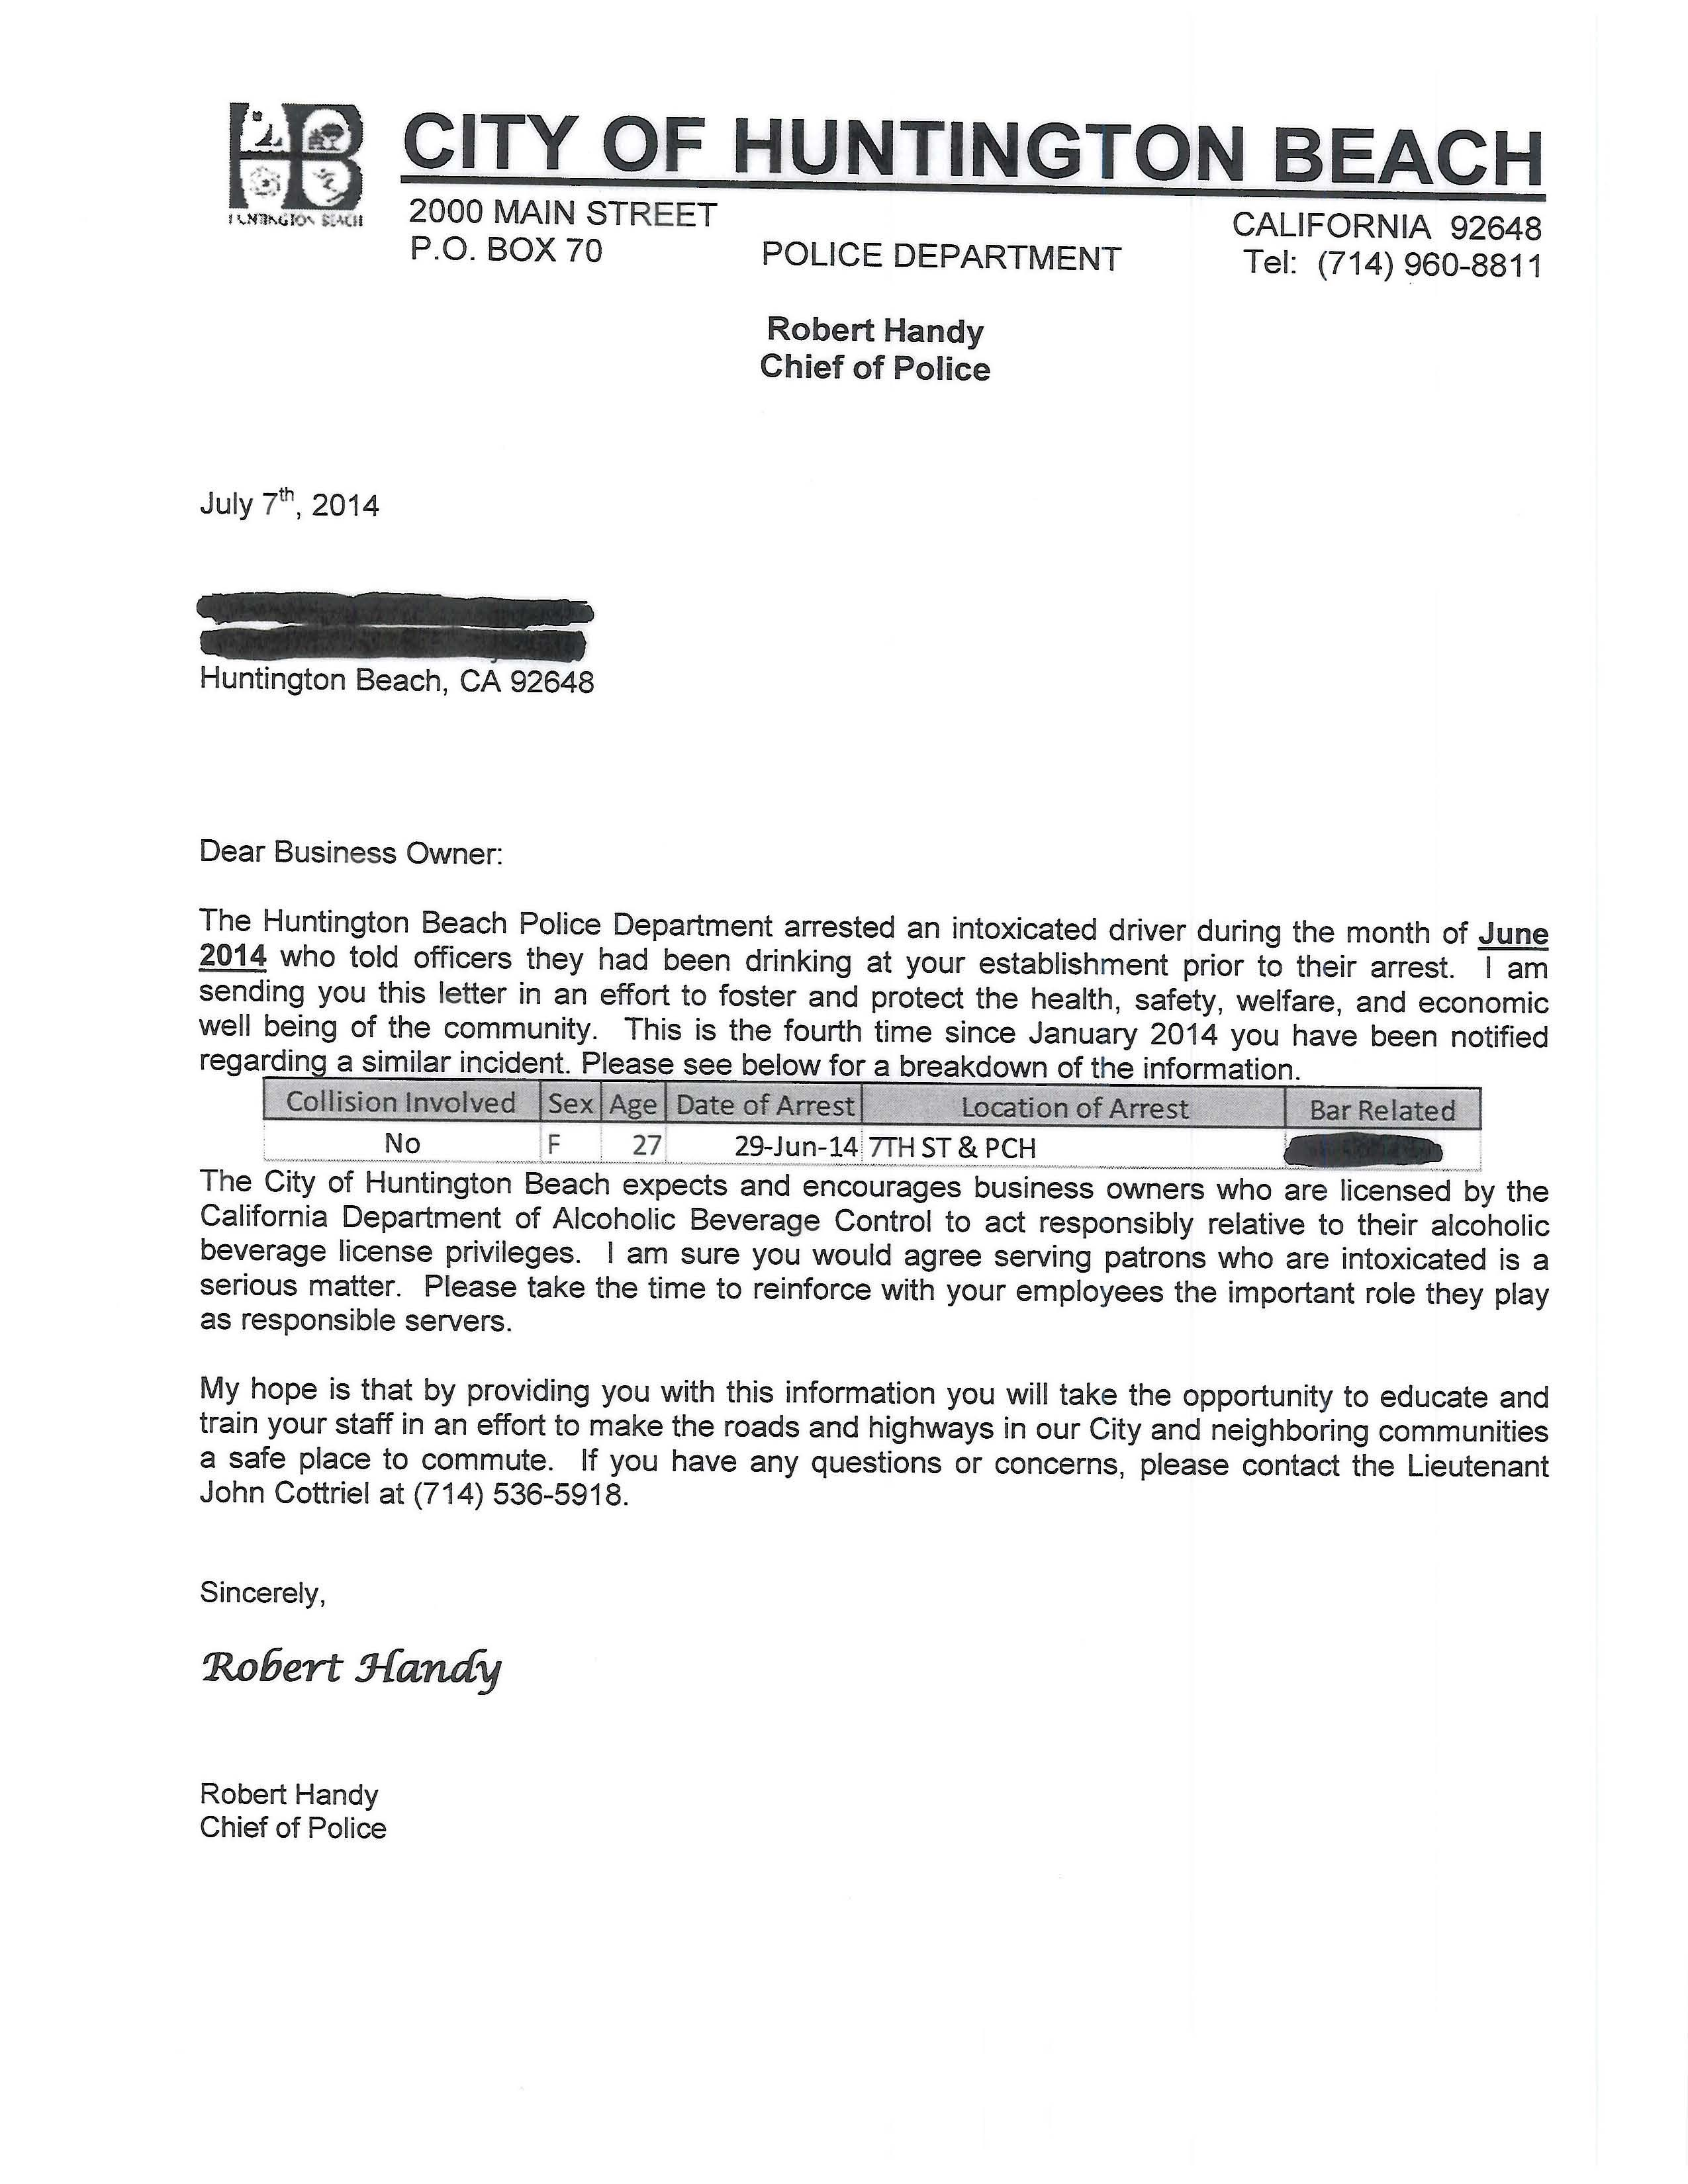 HUNTINGTON BEACH
CITY OF HUNTINGTON BEACH
2000 MAIN STREET
P.O. BOX 70
POLICE DEPARTMENT
CALIFORNIA 92648
Tel: (714) 960-8811
Robert Handy
Chief of Police
July 7th, 2014
Huntington Beach, CA 92648
Dear Business Owner:
The Huntington Beach Police Department arrested an intoxicated driver during the month of June
2014 who told officers they had been drinking at your establishment prior to their arrest. I am
sending you this letter in an effort to foster and protect the health, safety, welfare, and economic
well being of the community. This is the fourth time since January 2014 you have been notified
regarding a similar incident. Please see below for a breakdown of the information.
Collision Involved Sex Age Date of Arrest Location of Arrest Bar Related
No F 27 29-Jun-14 7TH ST & PCH
The City of Huntington Beach expects and encourages business owners who are licensed by the
California Department of Alcoholic Beverage Control to act responsibly relative to their alcoholic
beverage license privileges. I am sure you would agree serving patrons who are intoxicated is a
serious matter. Please take the time to reinforce with your employees the important role they play
as responsible servers.
My hope is that by providing you with this information you will take the opportunity to educate and
train your staff in an effort to make the roads and highways in our City and neighboring communities
a safe place to commute. If you have any questions or concerns, please contact the Lieutenant
John Cottriel at (714) 536-5918.
Sincerely,
Robert Handy
Robert Handy
Chief of Police